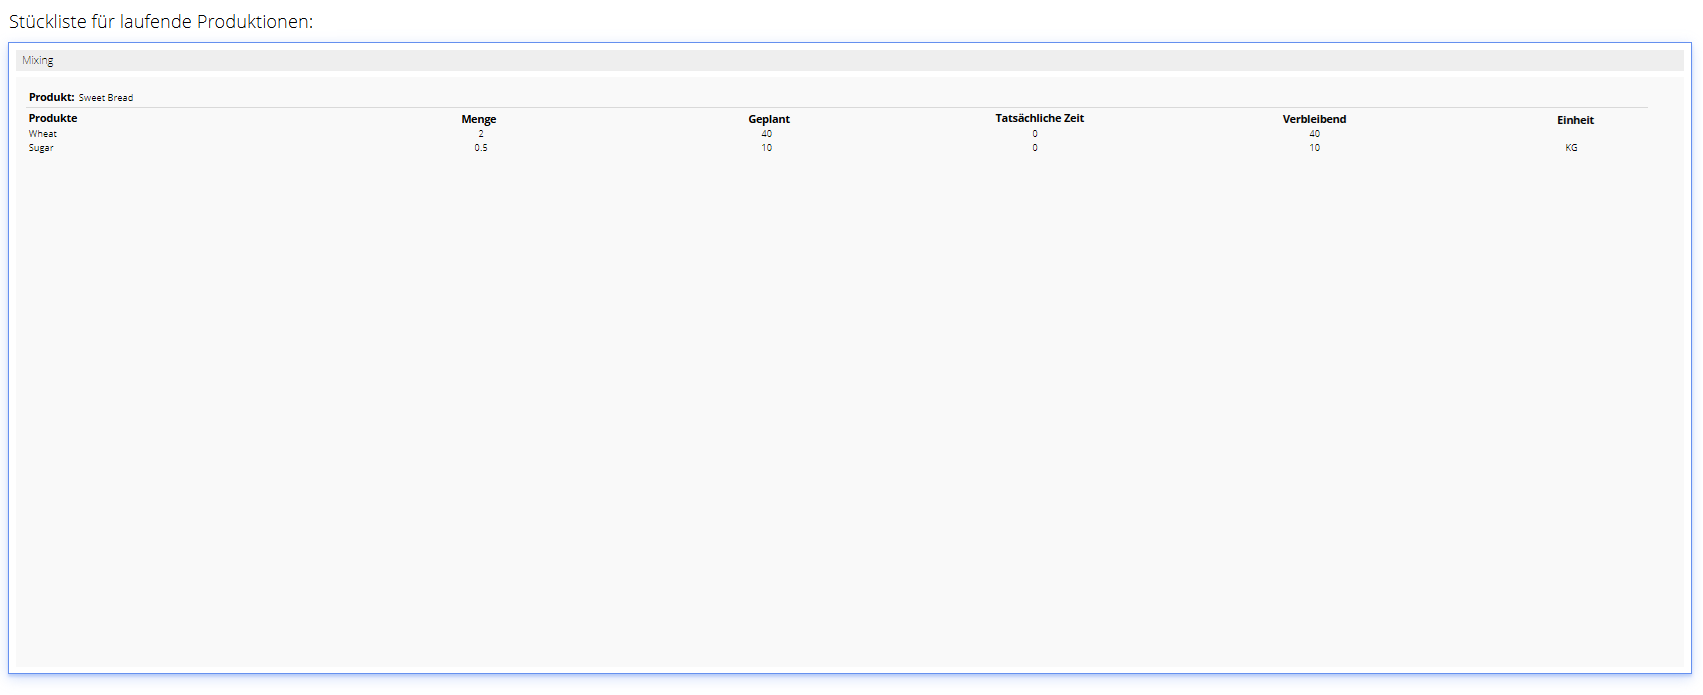 Stückliste für laufende Produktionen:
Mixing
Produkt: Sweet Bread
Produkte Menge Geplant Tatsächliche Zeit Verbleibend Einheit
Wheat 2 40 0 40
Sugar 0.5 10 0 10 KG